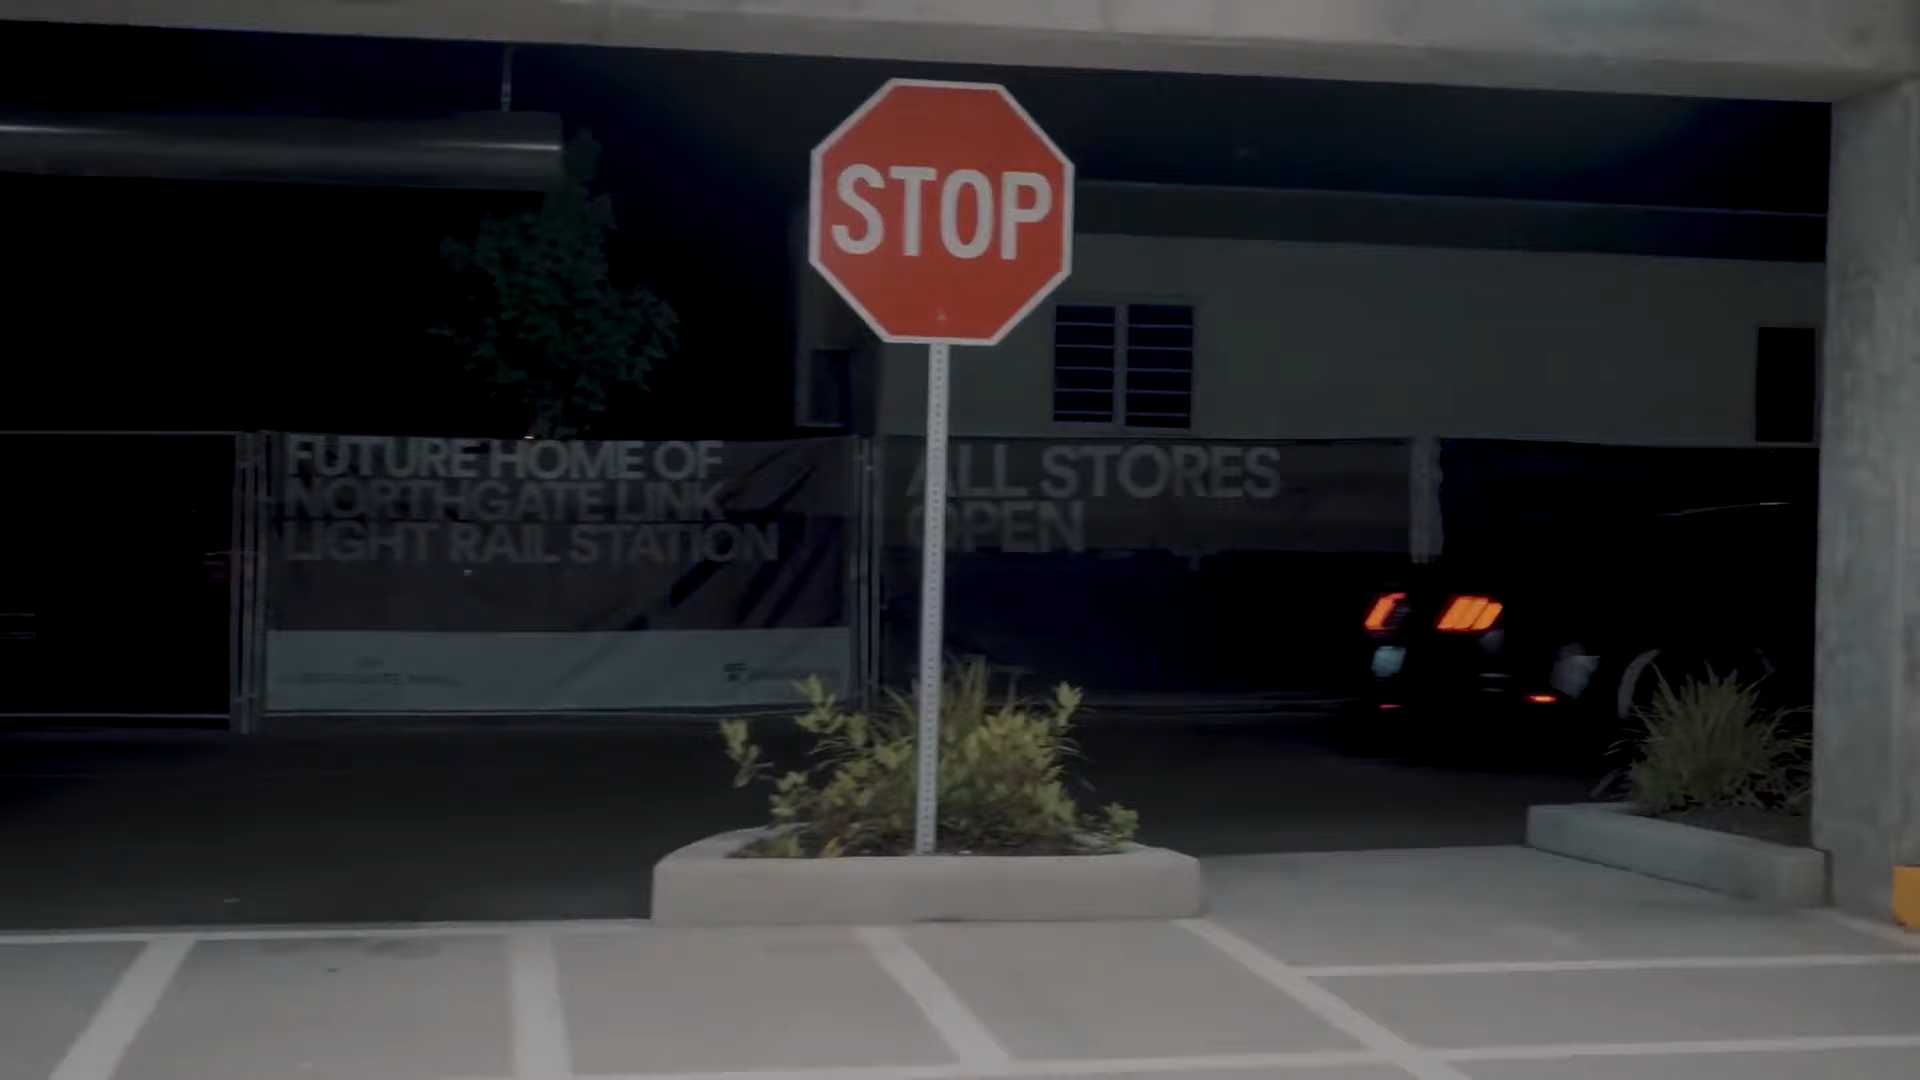 STOP
FUTURE HOME OF
NORTHGATE LINK
LIGHT RAIL STATION
ALL STORES
OPEN